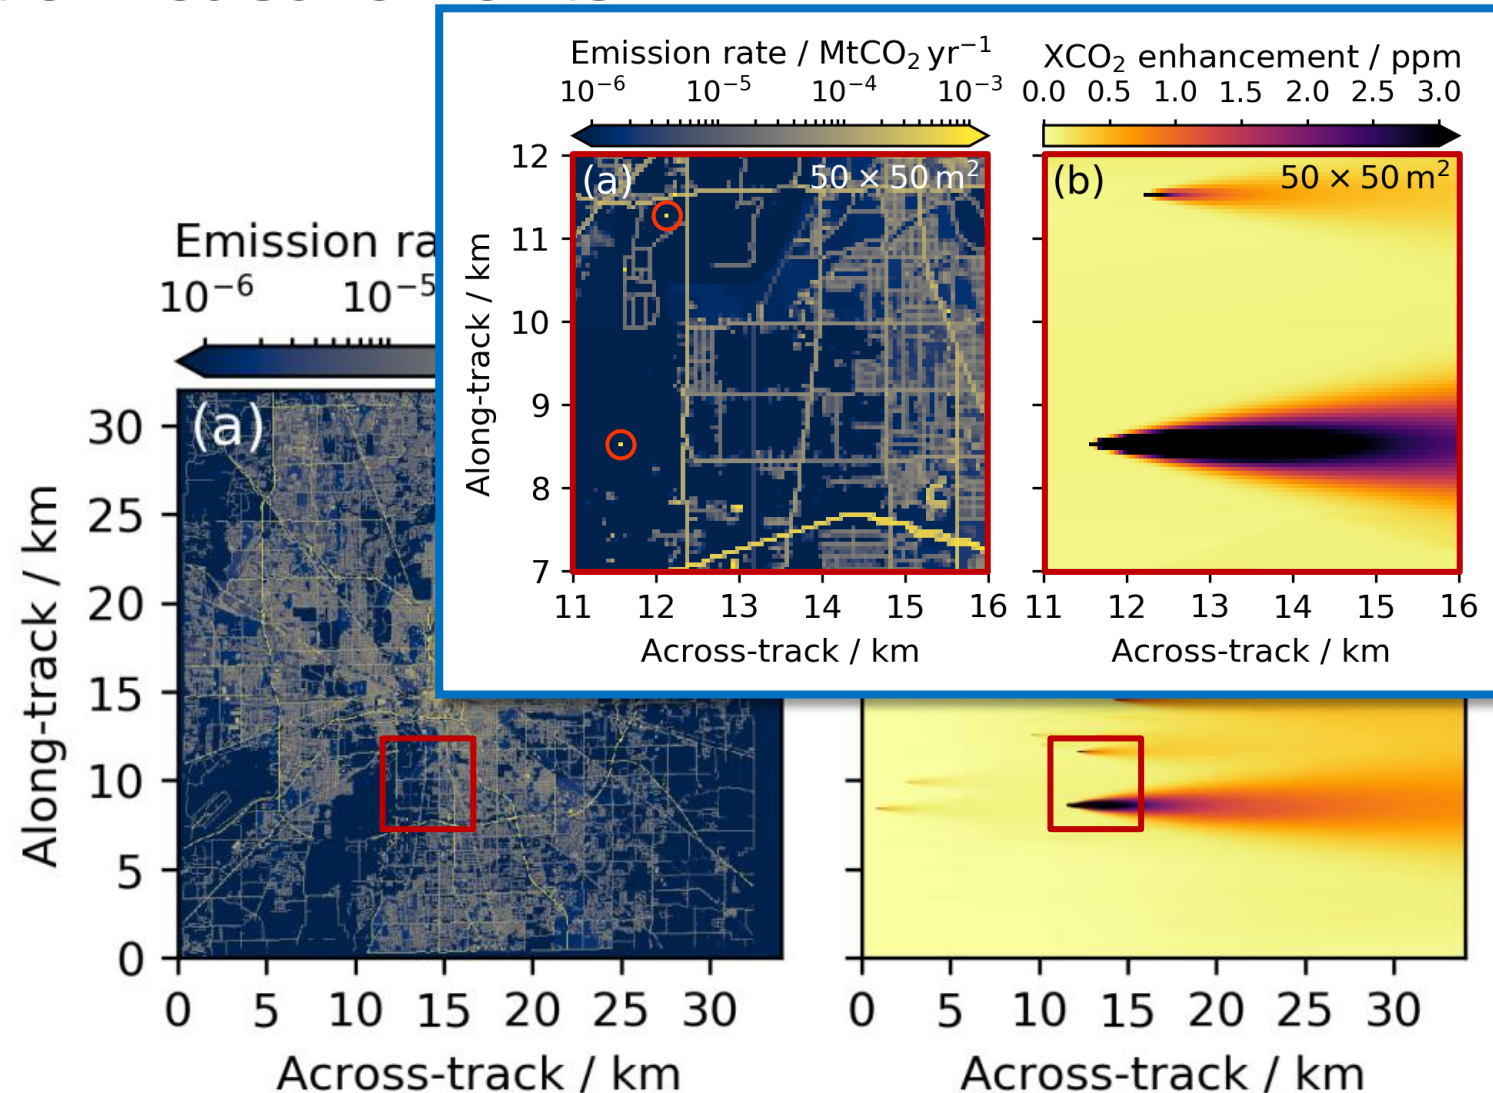 Emission rate / MtCO₂ yr⁻¹
10⁻⁶ 10⁻⁵ 10⁻⁴ 10⁻³
XCO₂ enhancement / ppm
0.0 0.5 1.0 1.5 2.0 2.5 3.0
(a) 50 × 50 m²
(b) 50 × 50 m²
12
11
10
9
8
7
Along-track / km
11 12 13 14 15 16
Across-track / km
11 12 13 14 15 16
Across-track / km
Emission ra
10⁻⁶ 10⁻⁵
(a)
30
25
20
15
10
5
0
Along-track / km
0 5 10 15 20 25 30
Across-track / km
0 5 10 15 20 25 30
Across-track / km